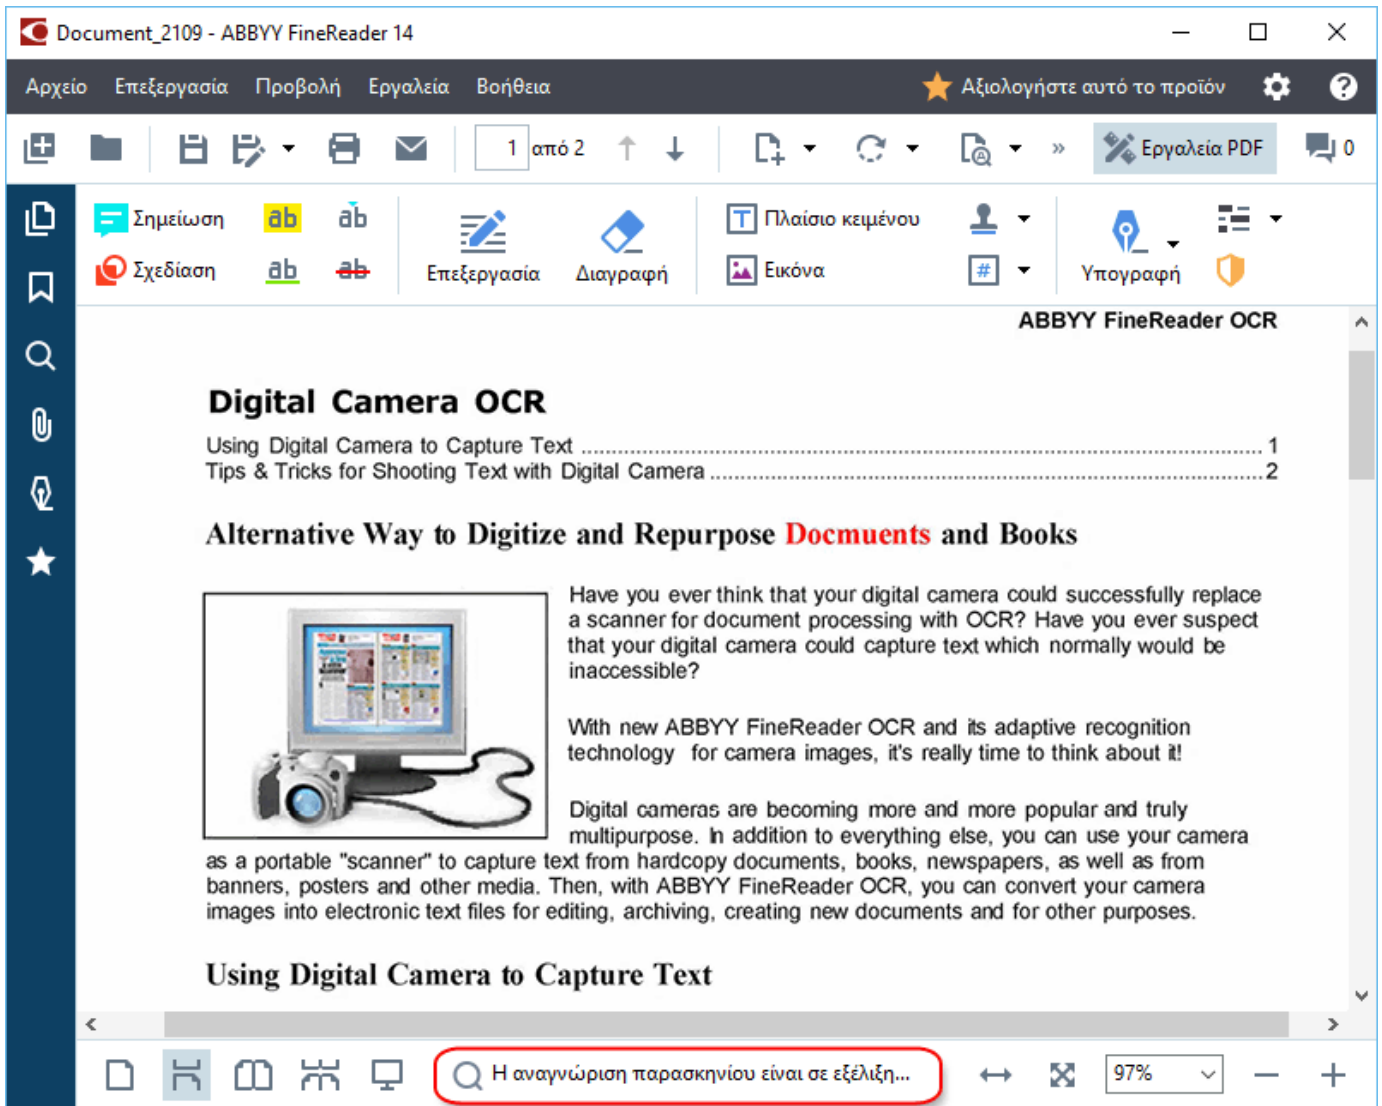 Document_2109 - ABBYY FineReader 14
Αρχείο Επεξεργασία Προβολή Εργαλεία Βοήθεια Αξιολογήστε αυτό το προϊόν
1 από 2 » Εργαλεία PDF 0
Σημείωση ab ab Πλαίσιο κειμένου
Σχεδίαση ab ab Επεξεργασία Διαγραφή Εικόνα # Υπογραφή
ABBYY FineReader OCR
Digital Camera OCR
Using Digital Camera to Capture Text ........ 1
Tips & Tricks for Shooting Text with Digital Camera ........ 2
Alternative Way to Digitize and Repurpose Docmuents and Books
Have you ever think that your digital camera could successfully replace
a scanner for document processing with OCR? Have you ever suspect
that your digital camera could capture text which normally would be
inaccessible?
With new ABBYY FineReader OCR and its adaptive recognition
technology for camera images, it's really time to think about it!
Digital cameras are becoming more and more popular and truly
multipurpose. In addition to everything else, you can use your camera
as a portable "scanner" to capture text from hardcopy documents, books, newspapers, as well as from
banners, posters and other media. Then, with ABBYY FineReader OCR, you can convert your camera
images into electronic text files for editing, archiving, creating new documents and for other purposes.
Using Digital Camera to Capture Text
Η αναγνώριση παρασκηνίου είναι σε εξέλιξη... 97%